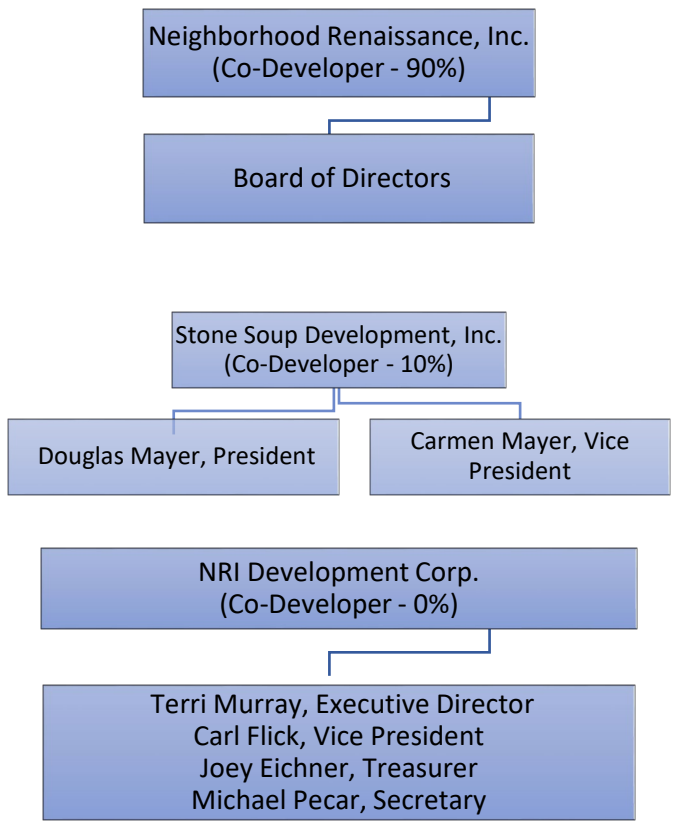 Neighborhood Renaissance, Inc.
(Co-Developer - 90%)
Board of Directors
Stone Soup Development, Inc.
(Co-Developer - 10%)
Douglas Mayer, President
Carmen Mayer, Vice
President
NRI Development Corp.
(Co-Developer - 0%)
Terri Murray, Executive Director
Carl Flick, Vice President
Joey Eichner, Treasurer
Michael Pecar, Secretary